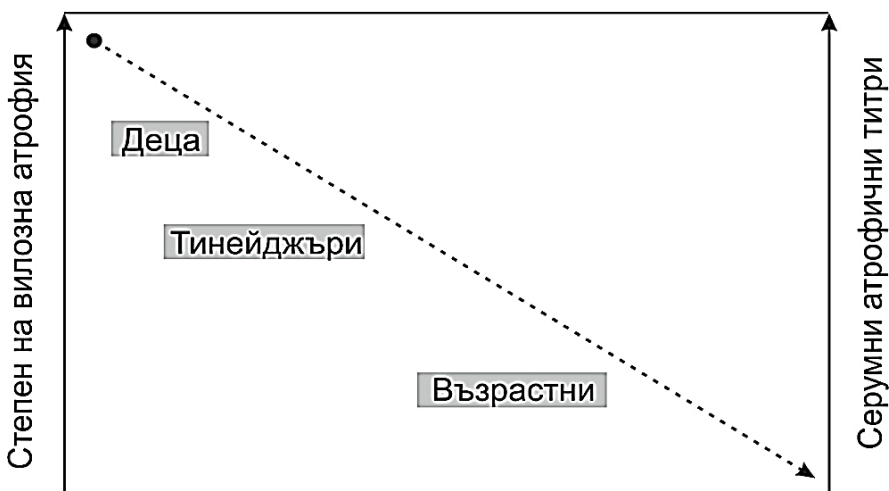 Степен на вилозна атрофия
Деца
Тинейджъри
Възрастни
Серумни атрофични титри